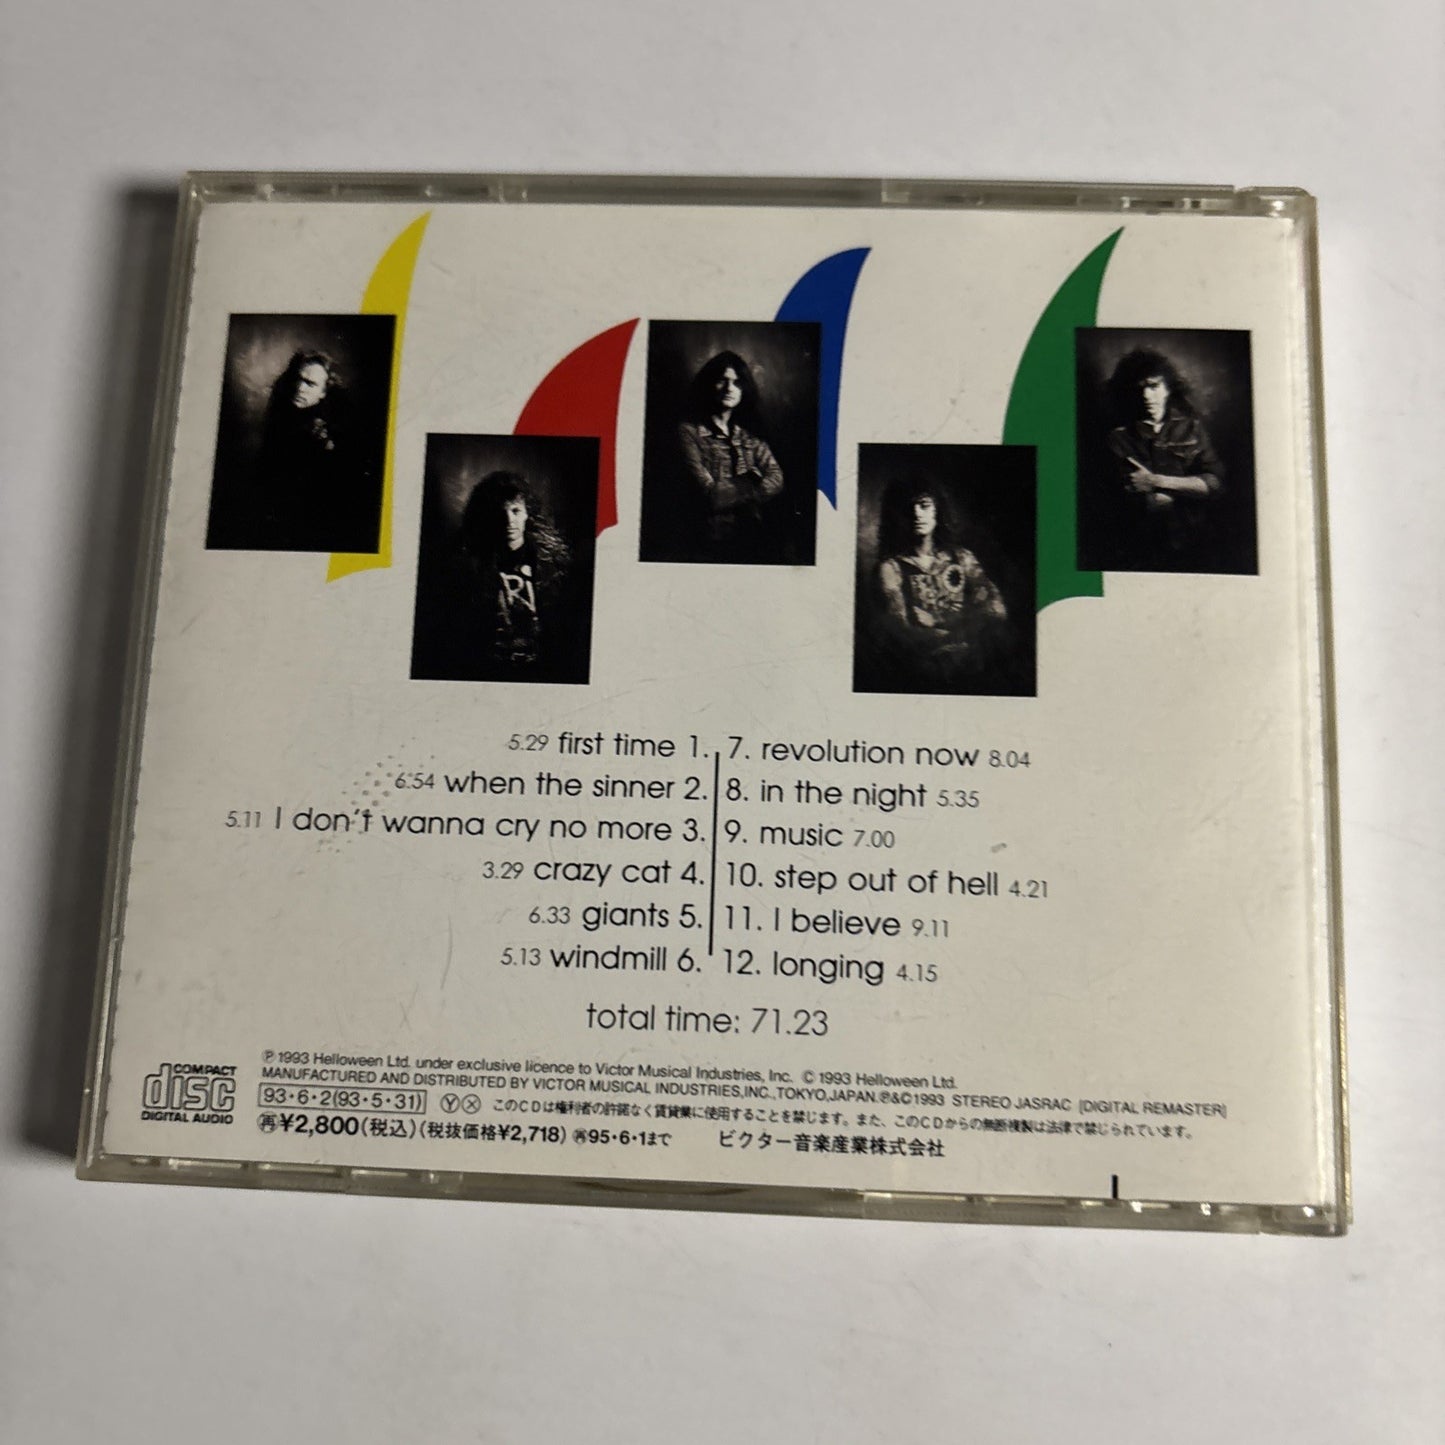 5.29 first time 1.
6.54 when the sinner 2.
5.11 I don't wanna cry no more 3.
3.29 crazy cat 4.
6.33 giants 5.
5.13 windmill 6.
7. revolution now 8.04
8. in the night 5.35
9. music 7.00
10. step out of hell 4.21
11. I believe 9.11
12. longing 4.15
total time: 71.23
COMPACT
disc
DIGITAL AUDIO
Ⓟ1993 Helloween Ltd. under exclusive licence to Victor Musical Industries, Inc. ©1993 Helloween Ltd.
MANUFACTURED AND DISTRIBUTED BY VICTOR MUSICAL INDUSTRIES,INC.,TOKYO,JAPAN.Ⓟ&©1993 STEREO JASRAC [DIGITAL REMASTER]
93・6・2(93・5・31) Ⓨ Ⓧ このCDは権利者の許諾なく賃貸業に使用することを禁じます。また、このCDからの無断複製は法律で禁じられています。
㊢¥2,800(税込)(税抜価格¥2,718) ㊢95・6・1まで ビクター音楽産業株式会社
RJ